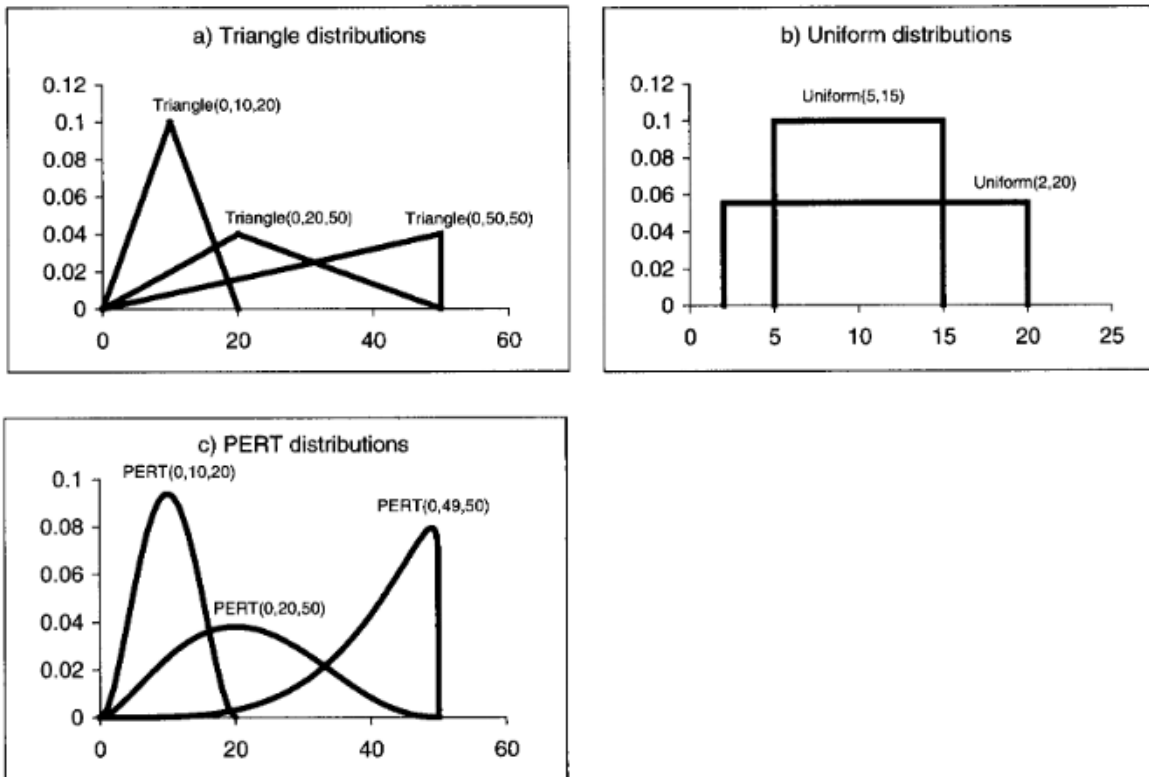 a) Triangle distributions
0.12
Triangle(0,10,20)
0.1
0.08
0.06
Triangle(0,20,50) Triangle(0,50,50)
0.04
0.02
0
0 20 40 60
b) Uniform distributions
0.12
Uniform(5,15)
0.1
0.08
Uniform(2,20)
0.06
0.04
0.02
0
0 5 10 15 20 25
c) PERT distributions
PERT(0,10,20)
0.1
PERT(0,49,50)
0.08
0.06
PERT(0,20,50)
0.04
0.02
0
0 20 40 60